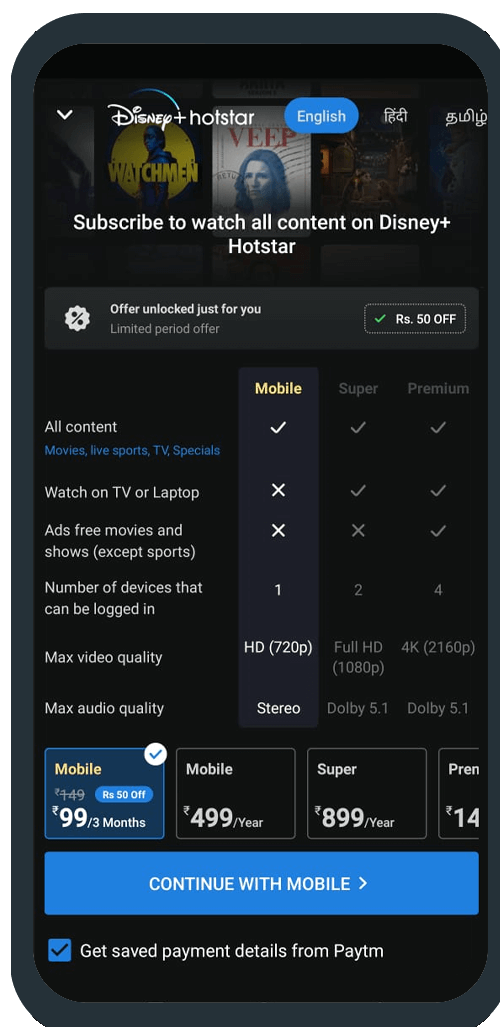 Disney+ hotstar English हिंदी தமிழ்
WATCHMEN
VEEP
Subscribe to watch all content on Disney+
Hotstar
Offer unlocked just for you
Limited period offer
Rs. 50 OFF
Mobile Super Premium
All content
Movies, live sports, TV, Specials
Watch on TV or Laptop
Ads free movies and
shows (except sports)
Number of devices that
can be logged in
1 2 4
Max video quality
HD (720p) Full HD
(1080p) 4K (2160p)
Max audio quality Stereo Dolby 5.1 Dolby 5.1
Mobile
₹149 Rs 50 Off
₹99/3 Months
Mobile
₹499/Year
Super
₹899/Year
Pren
₹14
CONTINUE WITH MOBILE >
Get saved payment details from Paytm